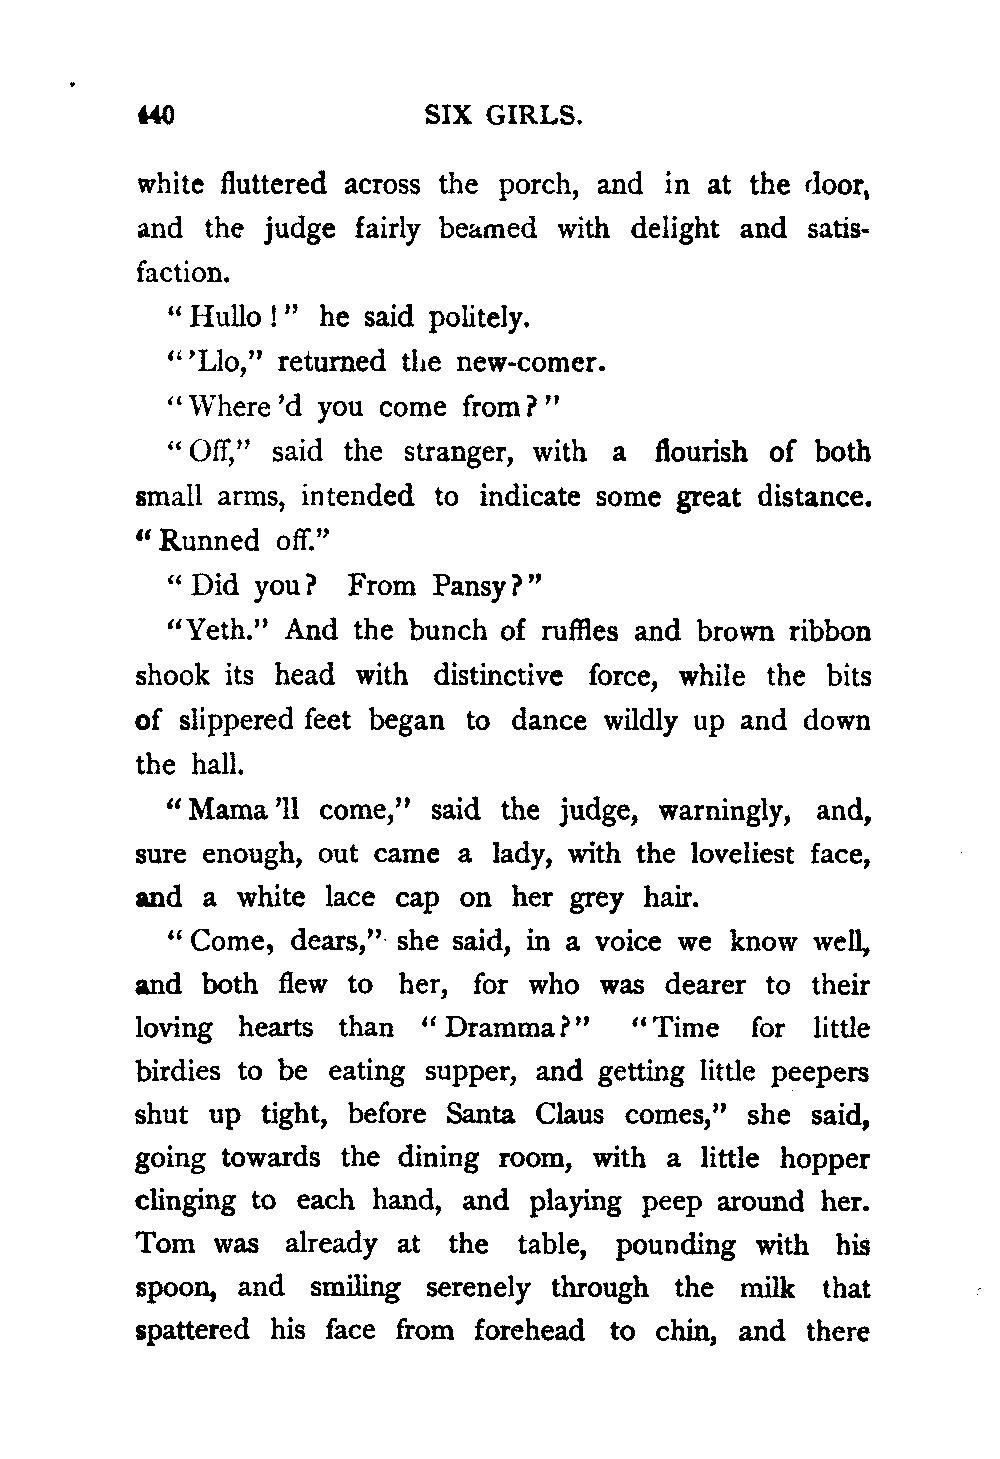 440 SIX GIRLS.
white fluttered across the porch, and in at the door,
and the judge fairly beamed with delight and satis-
faction.
“Hullo!” he said politely.
“’Llo,” returned the new-comer.
“Where’d you come from?”
“Off,” said the stranger, with a flourish of both
small arms, intended to indicate some great distance.
“Runned off.”
“Did you? From Pansy?”
“Yeth.” And the bunch of ruffles and brown ribbon
shook its head with distinctive force, while the bits
of slippered feet began to dance wildly up and down
the hall.
“Mama’ll come,” said the judge, warningly, and,
sure enough, out came a lady, with the loveliest face,
and a white lace cap on her grey hair.
“Come, dears,” she said, in a voice we know well,
and both flew to her, for who was dearer to their
loving hearts than “Dramma?” “Time for little
birdies to be eating supper, and getting little peepers
shut up tight, before Santa Claus comes,” she said,
going towards the dining room, with a little hopper
clinging to each hand, and playing peep around her.
Tom was already at the table, pounding with his
spoon, and smiling serenely through the milk that
spattered his face from forehead to chin, and there